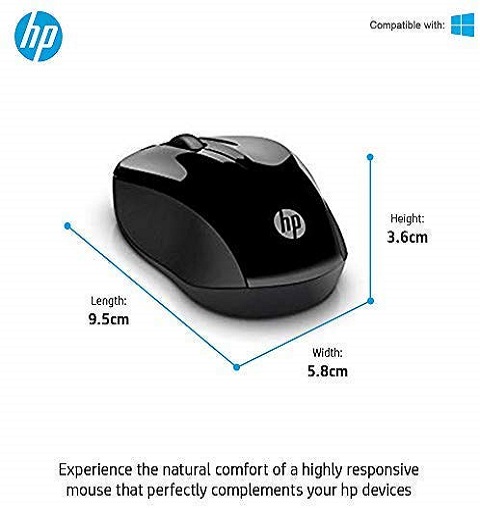 hp
Compatible with:
hp
Height:
3.6cm
Length:
9.5cm
Width:
5.8cm
Experience the natural comfort of a highly responsive
mouse that perfectly complements your hp devices